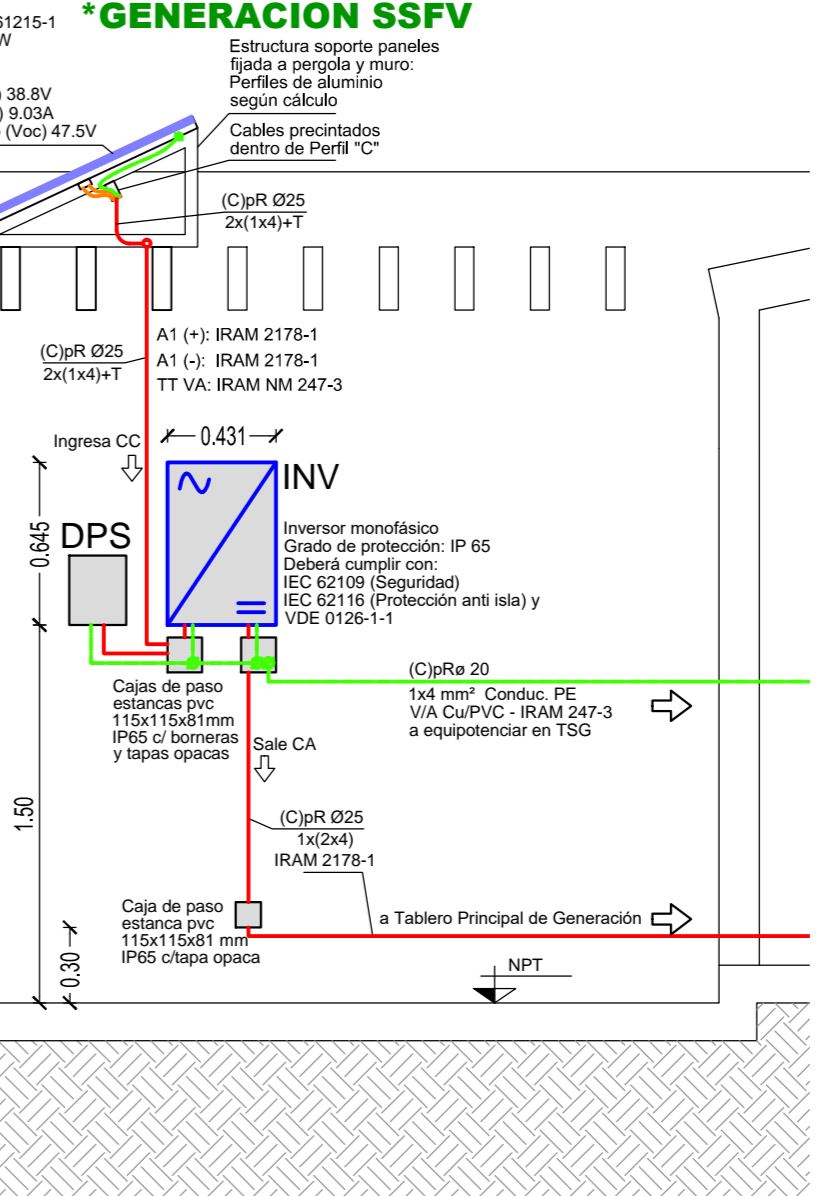 *GENERACION SSFV
61215-1
W
) 38.8V
) 9.03A
(Voc) 47.5V
Estructura soporte paneles
fijada a pergola y muro:
Perfiles de aluminio
según cálculo
Cables precintados
dentro de Perfil "C"
(C)pR Ø25
2x(1x4)+T
(C)pR Ø25
2x(1x4)+T
A1 (+): IRAM 2178-1
A1 (-): IRAM 2178-1
TT VA: IRAM NM 247-3
Ingresa CC
0.431
0.645
INV
DPS
Inversor monofásico
Grado de protección: IP 65
Deberá cumplir con:
IEC 62109 (Seguridad)
IEC 62116 (Protección anti isla) y
VDE 0126-1-1
Cajas de paso
estancas pvc
115x115x81mm
IP65 c/ borneras
y tapas opacas
(C)pRø 20
1x4 mm² Conduc. PE
V/A Cu/PVC - IRAM 247-3
a equipotenciar en TSG
Sale CA
1.50
(C)pR Ø25
1x(2x4)
IRAM 2178-1
Caja de paso
estanca pvc
115x115x81 mm
IP65 c/tapa opaca
a Tablero Principal de Generación
0.30
NPT